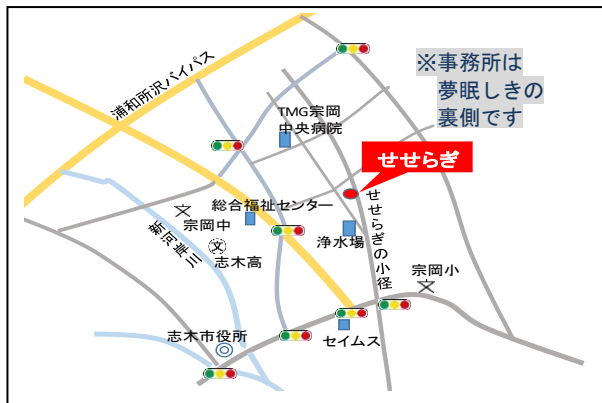 浦和所沢バイパス
※事務所は
夢眠しきの
裏側です
TMG宗岡
中央病院
せせらぎ
総合福祉センター
宗岡中
新河岸川
文
志木高
浄水場
せせらぎの小径
宗岡小
志木市役所
セイムス